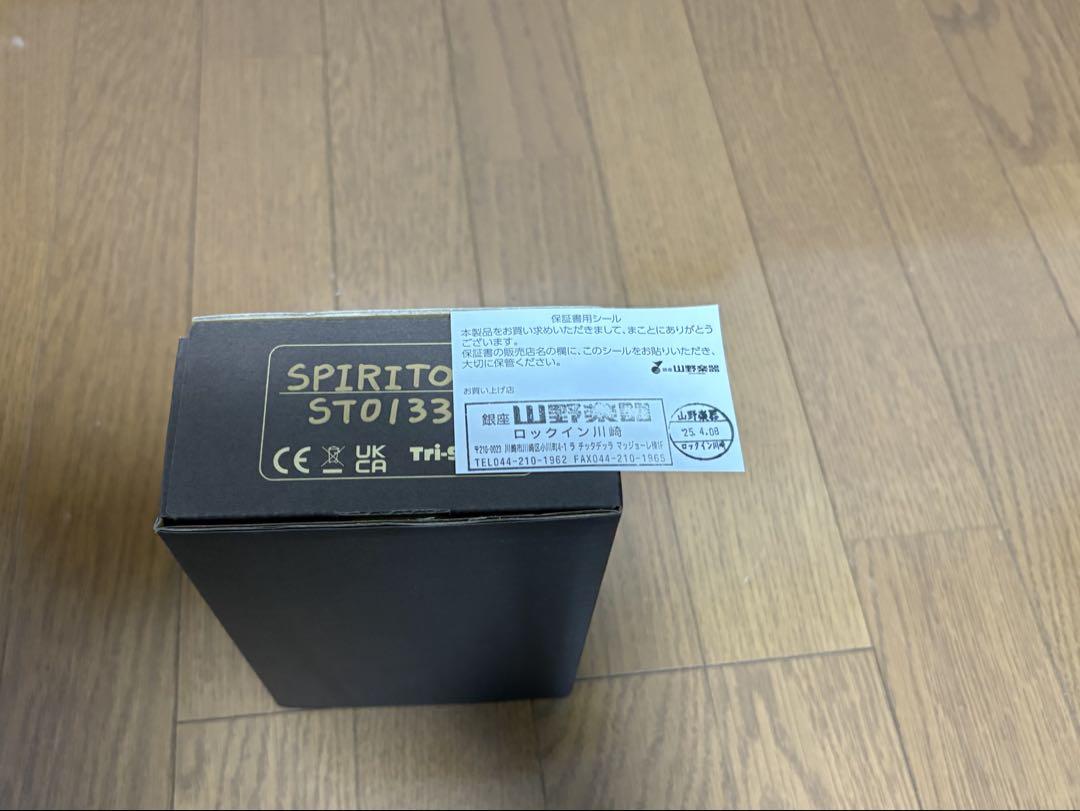 SPIRITO
ST0133
CE UK
CA Tri-S
保証書用シール
本製品をお買い求めいただきまして、まことにありがとう
ございます。
保証書の販売店名の欄に、このシールをお貼りいただき、
大切に保管ください。
銀座 山野楽器
お買い上げ店
銀座 山野楽器
ロックイン川崎
〒210-0023 川崎市川崎区小川町4-1 ラ チッタデッラ マッジョーレ棟1F
TEL044-210-1962 FAX044-210-1965
山野楽器
'25.4.08
ロックイン川崎